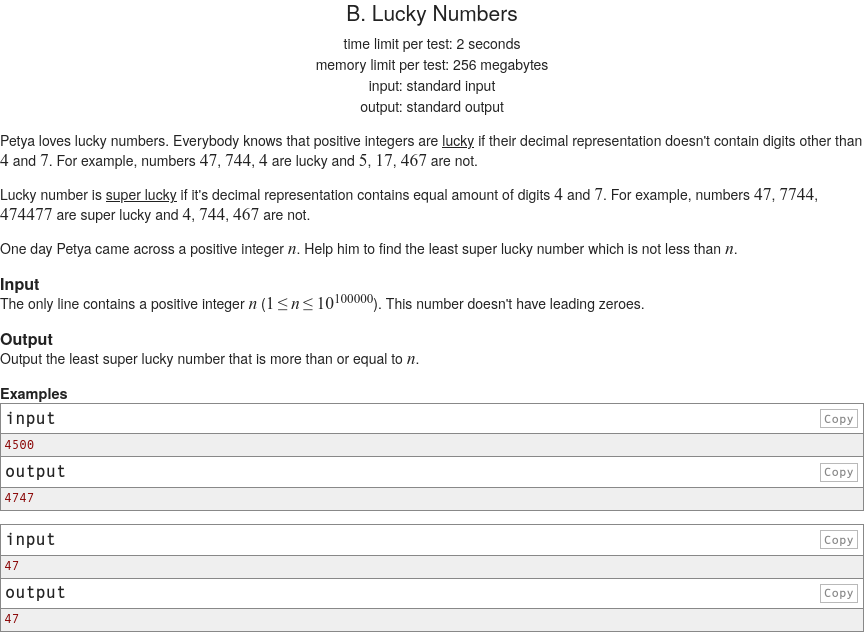 B. Lucky Numbers
time limit per test: 2 seconds
memory limit per test: 256 megabytes
input: standard input
output: standard output
Petya loves lucky numbers. Everybody knows that positive integers are lucky if their decimal representation doesn't contain digits other than
4 and 7. For example, numbers 47, 744, 4 are lucky and 5, 17, 467 are not.
Lucky number is super lucky if it's decimal representation contains equal amount of digits 4 and 7. For example, numbers 47, 7744,
474477 are super lucky and 4, 744, 467 are not.
One day Petya came across a positive integer n. Help him to find the least super lucky number which is not less than n.
Input
The only line contains a positive integer n (1 ≤ n ≤ 10^100000). This number doesn't have leading zeroes.
Output
Output the least super lucky number that is more than or equal to n.
Examples
input
Copy
4500
output
Copy
4747
input
Copy
47
output
Copy
47